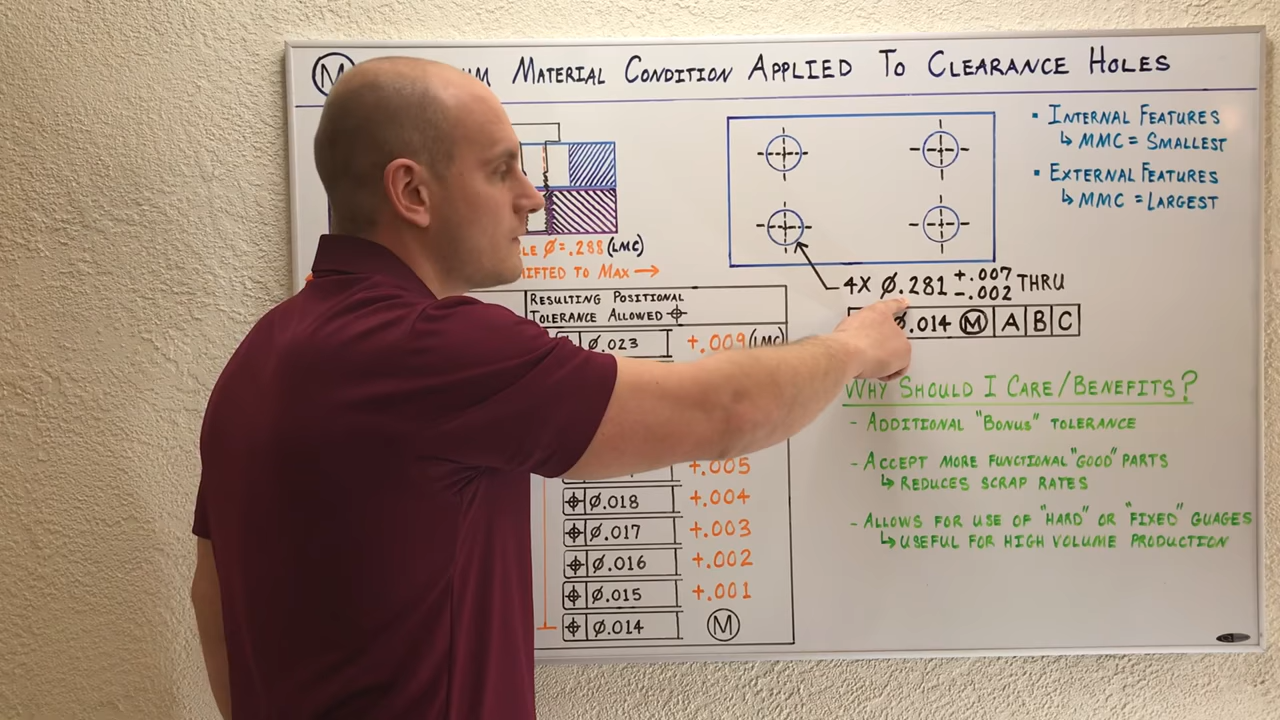 Ⓜ UM MATERIAL CONDITION APPLIED TO CLEARANCE HOLES
LE Ø=.288 (LMC)
IFTED TO MAX →
RESULTING POSITIONAL
TOLERANCE ALLOWED ⌖
Ø.023 +.009 (LMC)
+.005
⌖ Ø.018 +.004
⌖ Ø.017 +.003
⌖ Ø.016 +.002
⌖ Ø.015 +.001
⌖ Ø.014 Ⓜ
4X Ø.281 +.007 -.002 THRU
Ø.014 Ⓜ A B C
▪ INTERNAL FEATURES
↳ MMC = SMALLEST
▪ EXTERNAL FEATURES
↳ MMC = LARGEST
WHY SHOULD I CARE/BENEFITS?
- ADDITIONAL "BONUS" TOLERANCE
- ACCEPT MORE FUNCTIONAL "GOOD" PARTS
↳ REDUCES SCRAP RATES
- ALLOWS FOR USE OF "HARD" OR "FIXED" GUAGES
↳ USEFUL FOR HIGH VOLUME PRODUCTION